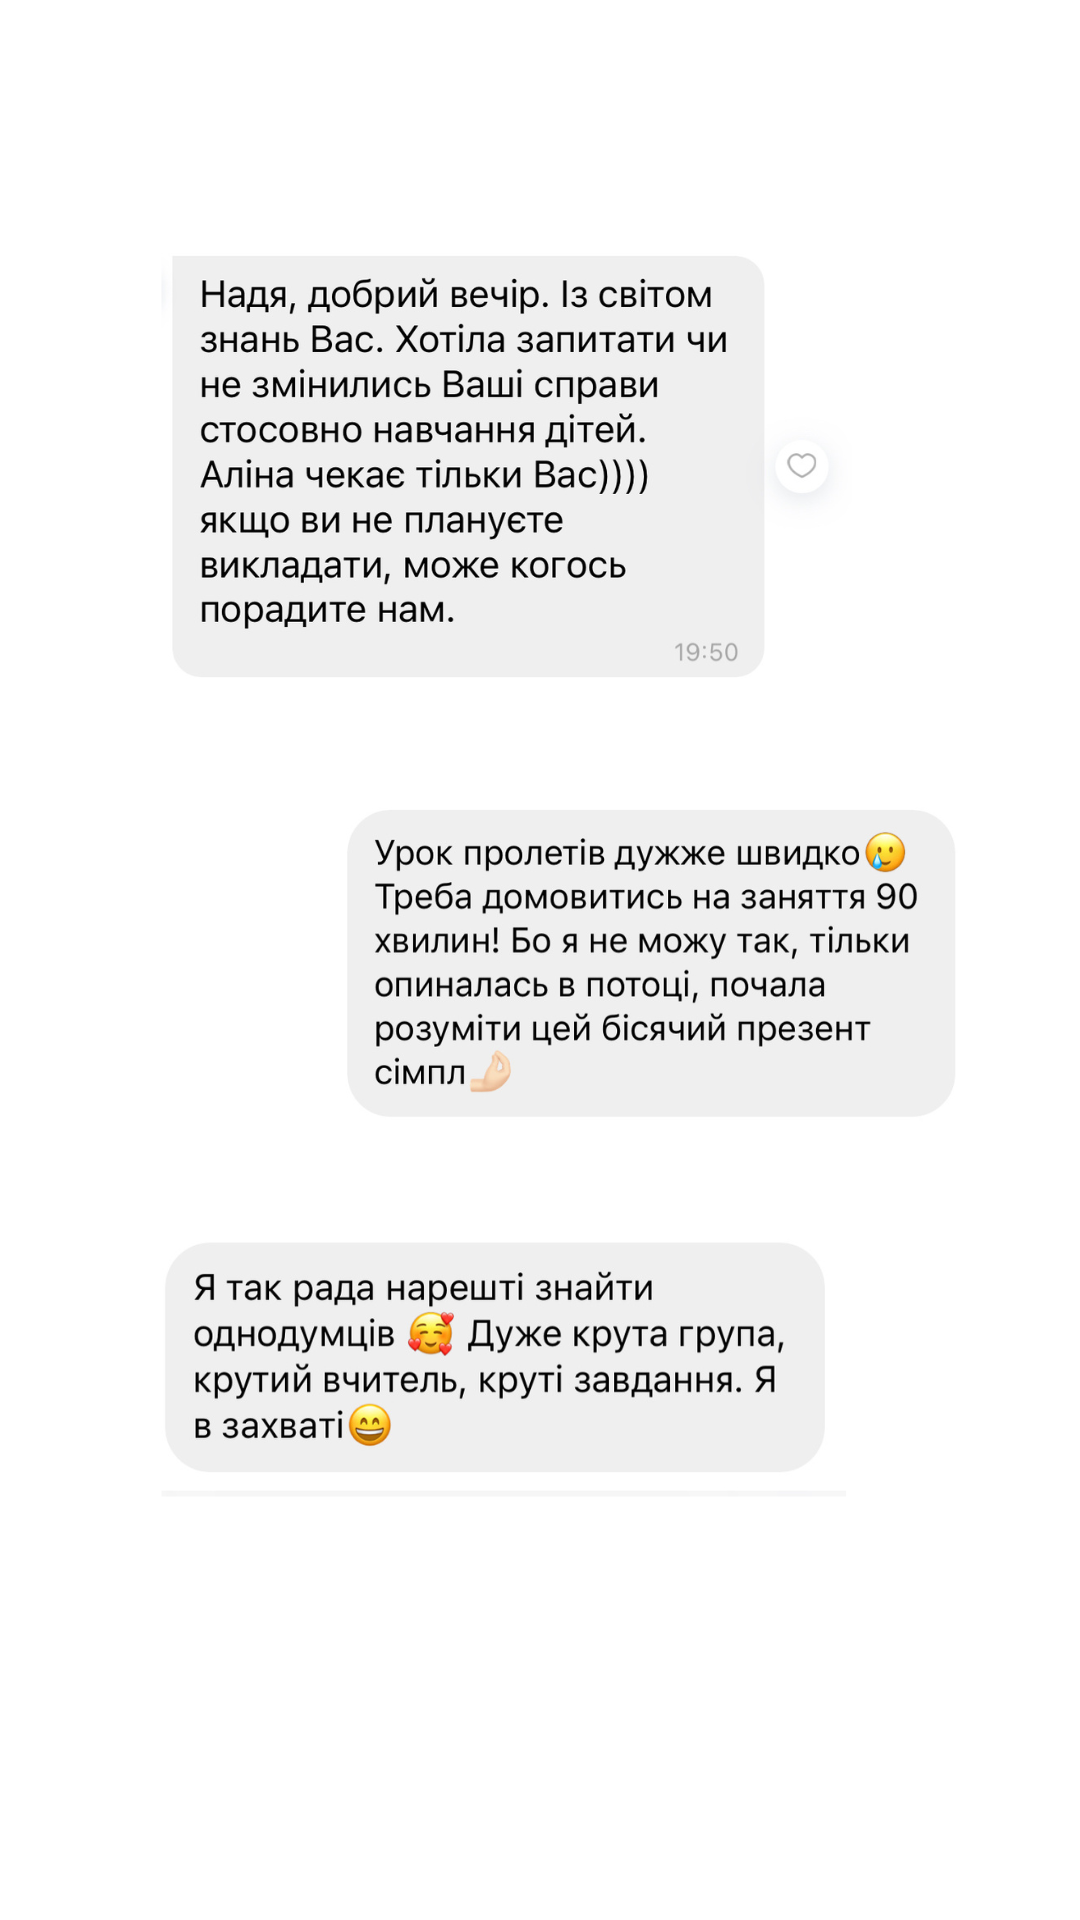 Надя, добрий вечір. Із світом
знань Вас. Хотіла запитати чи
не змінились Ваші справи
стосовно навчання дітей.
Аліна чекає тільки Вас))))
якщо ви не плануєте
викладати, може когось
порадите нам.
19:50
Урок пролетів дужже швидко🥲
Треба домовитись на заняття 90
хвилин! Бо я не можу так, тільки
опиналась в потоці, почала
розуміти цей бісячий презент
сімпл👌🏻
Я так рада нарешті знайти
однодумців 🥰 Дуже крута група,
крутий вчитель, круті завдання. Я
в захваті😄